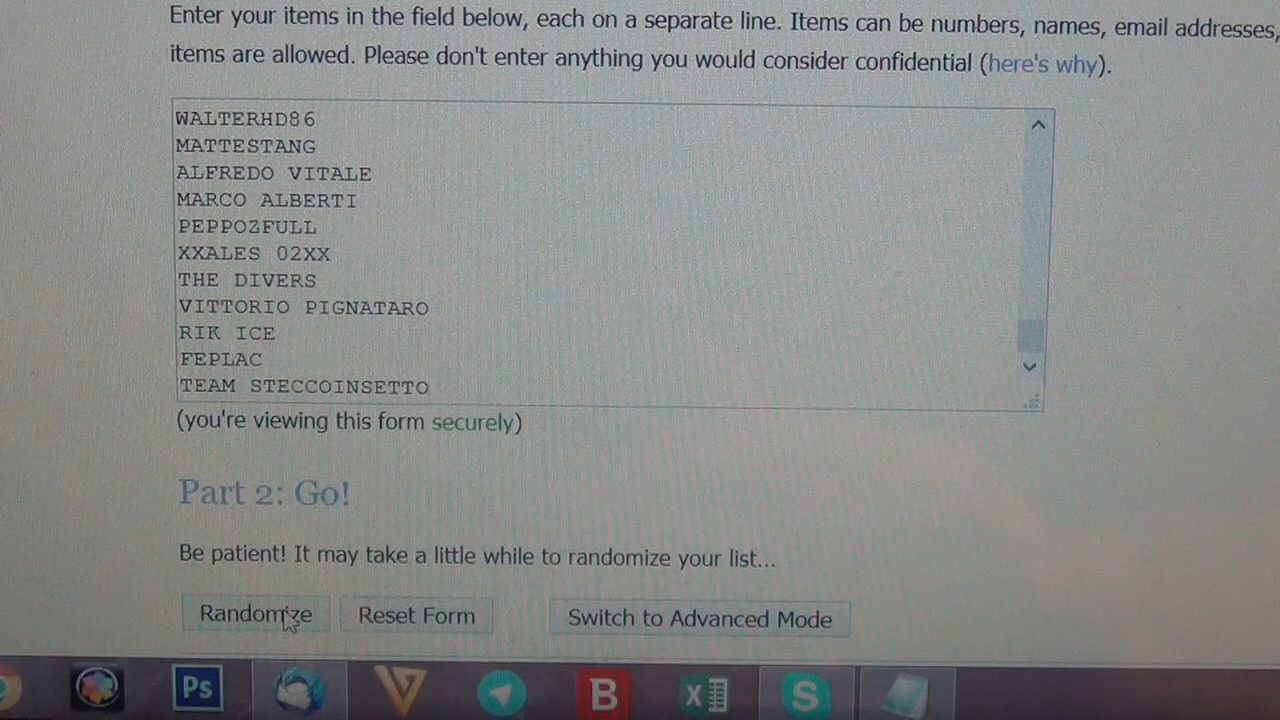 Enter your items in the field below, each on a separate line. Items can be numbers, names, email addresses,
items are allowed. Please don't enter anything you would consider confidential (here's why).
WALTERHD86
MATTESTANG
ALFREDO VITALE
MARCO ALBERTI
PEPPOZFULL
XXALES 02XX
THE DIVERS
VITTORIO PIGNATARO
RIK ICE
FEPLAC
TEAM STECCOINSETTO
(you're viewing this form securely)
Part 2: Go!
Be patient! It may take a little while to randomize your list...
Randomize Reset Form Switch to Advanced Mode
Ps B X S